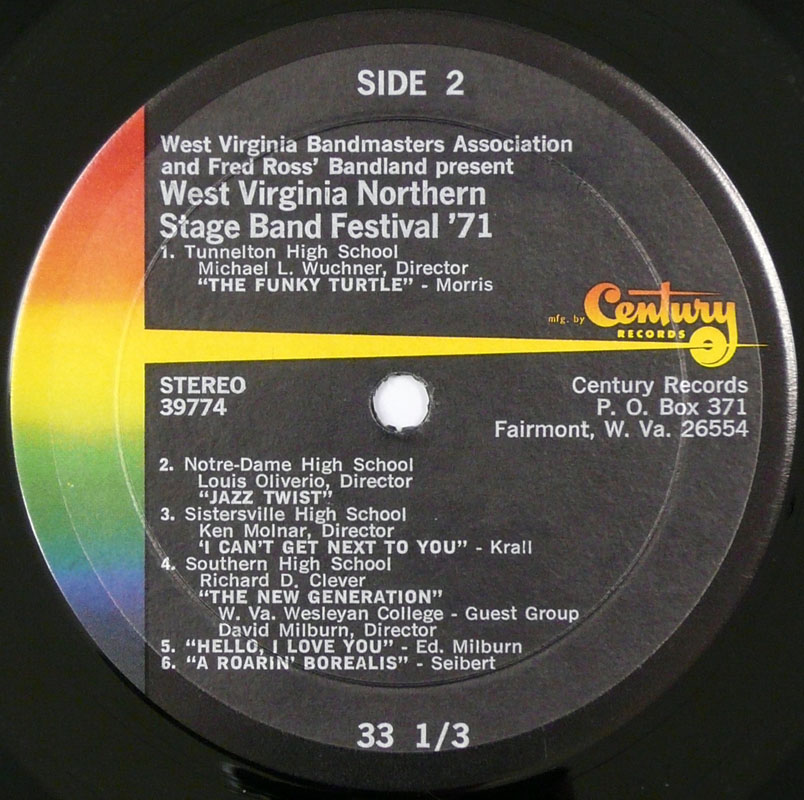 SIDE 2
West Virginia Bandmasters Association
and Fred Ross' Bandland present
West Virginia Northern
Stage Band Festival '71
1. Tunnelton High School
Michael L. Wuchner, Director
"THE FUNKY TURTLE" - Morris
mfg. by Century
RECORDS
STEREO
39774
Century Records
P. O. Box 371
Fairmont, W. Va. 26554
2. Notre-Dame High School
Louis Oliverio, Director
"JAZZ TWIST"
3. Sistersville High School
Ken Molnar, Director
'I CAN'T GET NEXT TO YOU" - Krall
4. Southern High School
Richard D. Clever
"THE NEW GENERATION"
W. Va. Wesleyan College - Guest Group
David Milburn, Director
5. "HELLO, I LOVE YOU" - Ed. Milburn
6. "A ROARIN' BOREALIS" - Seibert
33 1/3